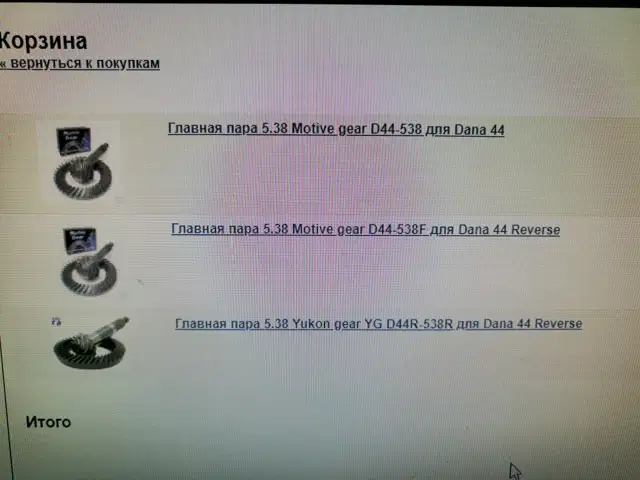 Корзина
« вернуться к покупкам
Главная пара 5.38 Motive gear D44-538 для Dana 44
Главная пара 5.38 Motive gear D44-538F для Dana 44 Reverse
Главная пара 5.38 Yukon gear YG D44R-538R для Dana 44 Reverse
Итого